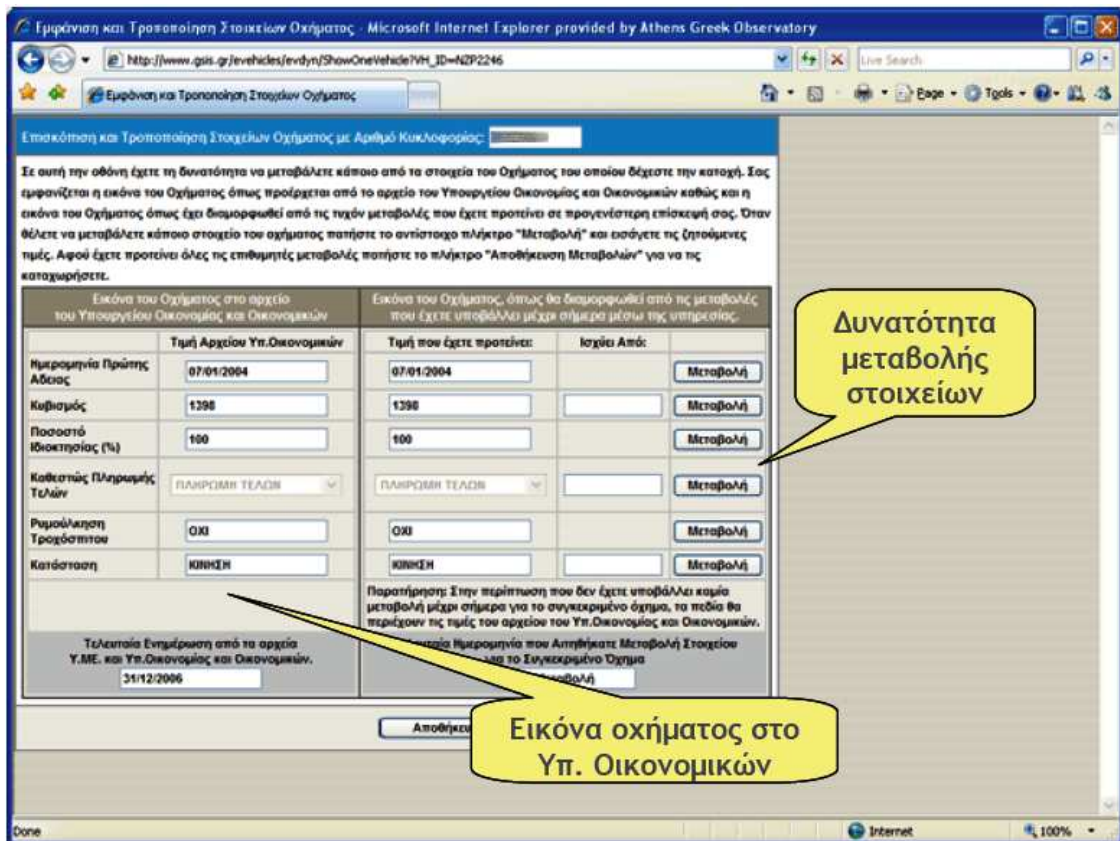 Εμφάνιση και Τροποποίηση Στοιχείων Οχήματος - Microsoft Internet Explorer provided by Athens Greek Observatory
http://www.gsis.gr/evehicles/evdyn/ShowOneVehicle?VH_ID=NZP2246
Live Search
Εμφάνιση και Τροποποίηση Στοιχείων Οχήματος
Page
Tools
Επισκόπηση και Τροποποίηση Στοιχείων Οχήματος με Αριθμό Κυκλοφορίας:
Σε αυτή την οθόνη έχετε τη δυνατότητα να μεταβάλετε κάποιο από τα στοιχεία του Οχήματος του οποίου δέχεστε την κατοχή. Σας
εμφανίζεται η εικόνα του Οχήματος όπως προέρχεται από το αρχείο του Υπουργείου Οικονομίας και Οικονομικών καθώς και η
εικόνα του Οχήματος όπως έχει διαμορφωθεί από τις τυχόν μεταβολές που έχετε προτείνει σε προγενέστερη επίσκεψή σας. Όταν
θέλετε να μεταβάλετε κάποιο στοιχείο του οχήματος πατήστε το αντίστοιχο πλήκτρο "Μεταβολή" και εισάγετε τις ζητούμενες
τιμές. Αφού έχετε προτείνει όλες τις επιθυμητές μεταβολές πατήστε το πλήκτρο "Αποθήκευση Μεταβολών" για να τις
καταχωρήσετε.
Εικόνα του Οχήματος στο αρχείο
του Υπουργείου Οικονομίας και Οικονομικών
Εικόνα του Οχήματος, όπως θα διαμορφωθεί από τις μεταβολές
που έχετε υποβάλλει μέχρι σήμερα μέσω της υπηρεσίας.
Τιμή Αρχείου Υπ.Οικονομικών
Τιμή που έχετε προτείνει:
Ισχύει Από:
Ημερομηνία Πρώτης
Αδειας
07/01/2004
07/01/2004
Μεταβολή
Κυβισμός
1398
1398
Μεταβολή
Ποσοστό
Ιδιοκτησίας (%)
100
100
Μεταβολή
Καθεστώς Πληρωμής
Τελών
ΠΛΗΡΩΜΗ ΤΕΛΩΝ
ΠΛΗΡΩΜΗ ΤΕΛΩΝ
Μεταβολή
Ρυμούλκηση
Τροχόσπιτου
ΟΧΙ
ΟΧΙ
Μεταβολή
Κατάσταση
ΚΙΝΗΣΗ
ΚΙΝΗΣΗ
Μεταβολή
Παρατήρηση: Στην περίπτωση που δεν έχετε υποβάλλει καμία
μεταβολή μέχρι σήμερα για το συγκεκριμένο όχημα, τα πεδία θα
περιέχουν τις τιμές του αρχείου του Υπ.Οικονομίας και Οικονομικών.
Τελευταία Ενημέρωση από τα αρχεία
Υ.ΜΕ. και Υπ.Οικονομίας και Οικονομικών.
31/12/2006
Ημερομηνία που Αιτηθήκατε Μεταβολή Στοιχείου
για το Συγκεκριμένο Όχημα
Δυνατότητα
μεταβολής
στοιχείων
Εικόνα οχήματος στο
Υπ. Οικονομικών
Done
Internet
100%